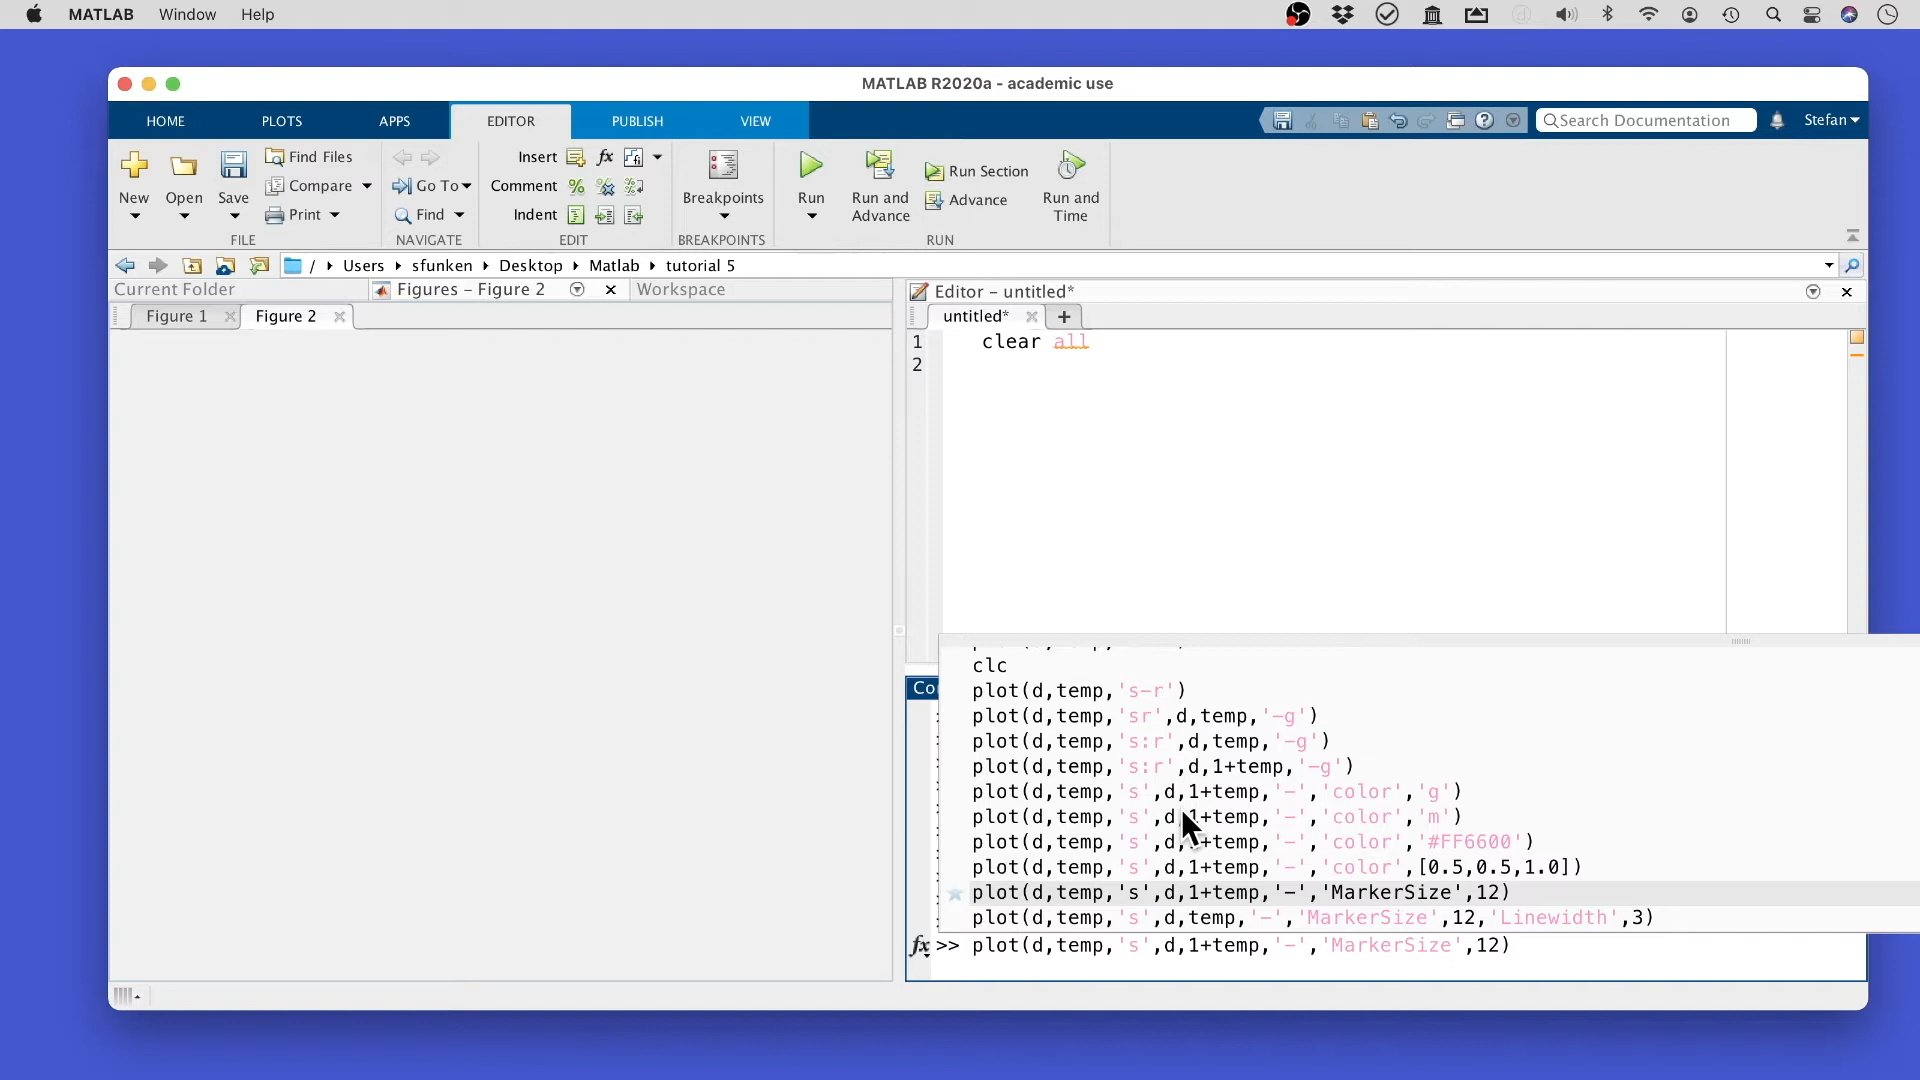 MATLAB Window Help
MATLAB R2020a - academic use
HOME PLOTS APPS EDITOR PUBLISH VIEW
Search Documentation
Stefan
New
Open
Save
Find Files
Compare
Print
FILE
Go To
Find
NAVIGATE
Insert
Comment
Indent
EDIT
Breakpoints
BREAKPOINTS
Run
Run and
Advance
Run Section
Advance
Run and
Time
RUN
/ Users sfunken Desktop Matlab tutorial 5
Current Folder
Figures – Figure 2
Workspace
Figure 1
Figure 2
Editor – untitled*
untitled*
1 clear all
2
Co
clc
plot(d,temp,'s-r')
plot(d,temp,'sr',d,temp,'-g')
plot(d,temp,'s:r',d,temp,'-g')
plot(d,temp,'s:r',d,1+temp,'-g')
plot(d,temp,'s',d,1+temp,'-','color','g')
plot(d,temp,'s',d,1+temp,'-','color','m')
plot(d,temp,'s',d,1+temp,'-','color','#FF6600')
plot(d,temp,'s',d,1+temp,'-','color',[0.5,0.5,1.0])
plot(d,temp,'s',d,1+temp,'-','MarkerSize',12)
plot(d,temp,'s',d,temp,'-','MarkerSize',12,'Linewidth',3)
fx >> plot(d,temp,'s',d,1+temp,'-','MarkerSize',12)